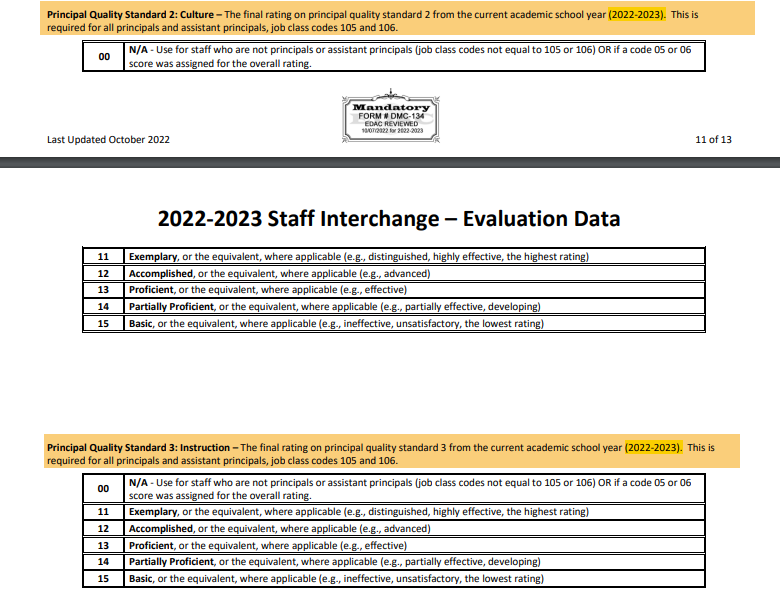 Principal Quality Standard 2: Culture – The final rating on principal quality standard 2 from the current academic school year (2022-2023). This is
required for all principals and assistant principals, job class codes 105 and 106.
00 N/A - Use for staff who are not principals or assistant principals (job class codes not equal to 105 or 106) OR if a code 05 or 06
score was assigned for the overall rating.
Mandatory
FORM # DMC-134
EDAC REVIEWED
10/07/2022 for 2022-2023
Last Updated October 2022 11 of 13
2022-2023 Staff Interchange – Evaluation Data
11 Exemplary, or the equivalent, where applicable (e.g., distinguished, highly effective, the highest rating)
12 Accomplished, or the equivalent, where applicable (e.g., advanced)
13 Proficient, or the equivalent, where applicable (e.g., effective)
14 Partially Proficient, or the equivalent, where applicable (e.g., partially effective, developing)
15 Basic, or the equivalent, where applicable (e.g., ineffective, unsatisfactory, the lowest rating)
Principal Quality Standard 3: Instruction – The final rating on principal quality standard 3 from the current academic school year (2022-2023). This is
required for all principals and assistant principals, job class codes 105 and 106.
00 N/A - Use for staff who are not principals or assistant principals (job class codes not equal to 105 or 106) OR if a code 05 or 06
score was assigned for the overall rating.
11 Exemplary, or the equivalent, where applicable (e.g., distinguished, highly effective, the highest rating)
12 Accomplished, or the equivalent, where applicable (e.g., advanced)
13 Proficient, or the equivalent, where applicable (e.g., effective)
14 Partially Proficient, or the equivalent, where applicable (e.g., partially effective, developing)
15 Basic, or the equivalent, where applicable (e.g., ineffective, unsatisfactory, the lowest rating)